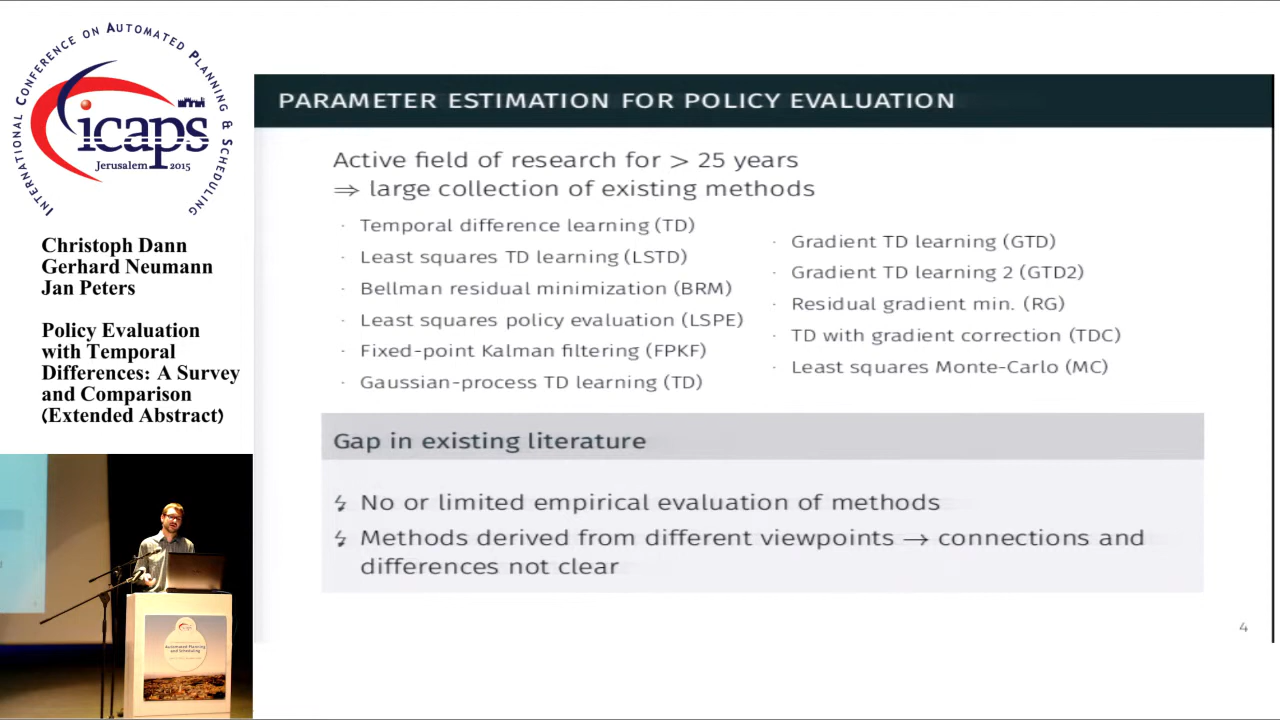 INTERNATIONAL CONFERENCE ON AUTOMATED PLANNING & SCHEDULING
icaps
Jerusalem 2015
Christoph Dann
Gerhard Neumann
Jan Peters
Policy Evaluation
with Temporal
Differences: A Survey
and Comparison
(Extended Abstract)
PARAMETER ESTIMATION FOR POLICY EVALUATION
Active field of research for > 25 years
⇒ large collection of existing methods
· Temporal difference learning (TD)
· Least squares TD learning (LSTD)
· Bellman residual minimization (BRM)
· Least squares policy evaluation (LSPE)
· Fixed-point Kalman filtering (FPKF)
· Gaussian-process TD learning (TD)
· Gradient TD learning (GTD)
· Gradient TD learning 2 (GTD2)
· Residual gradient min. (RG)
· TD with gradient correction (TDC)
· Least squares Monte-Carlo (MC)
Gap in existing literature
No or limited empirical evaluation of methods
Methods derived from different viewpoints → connections and
differences not clear
4
Automated Planning
and Scheduling